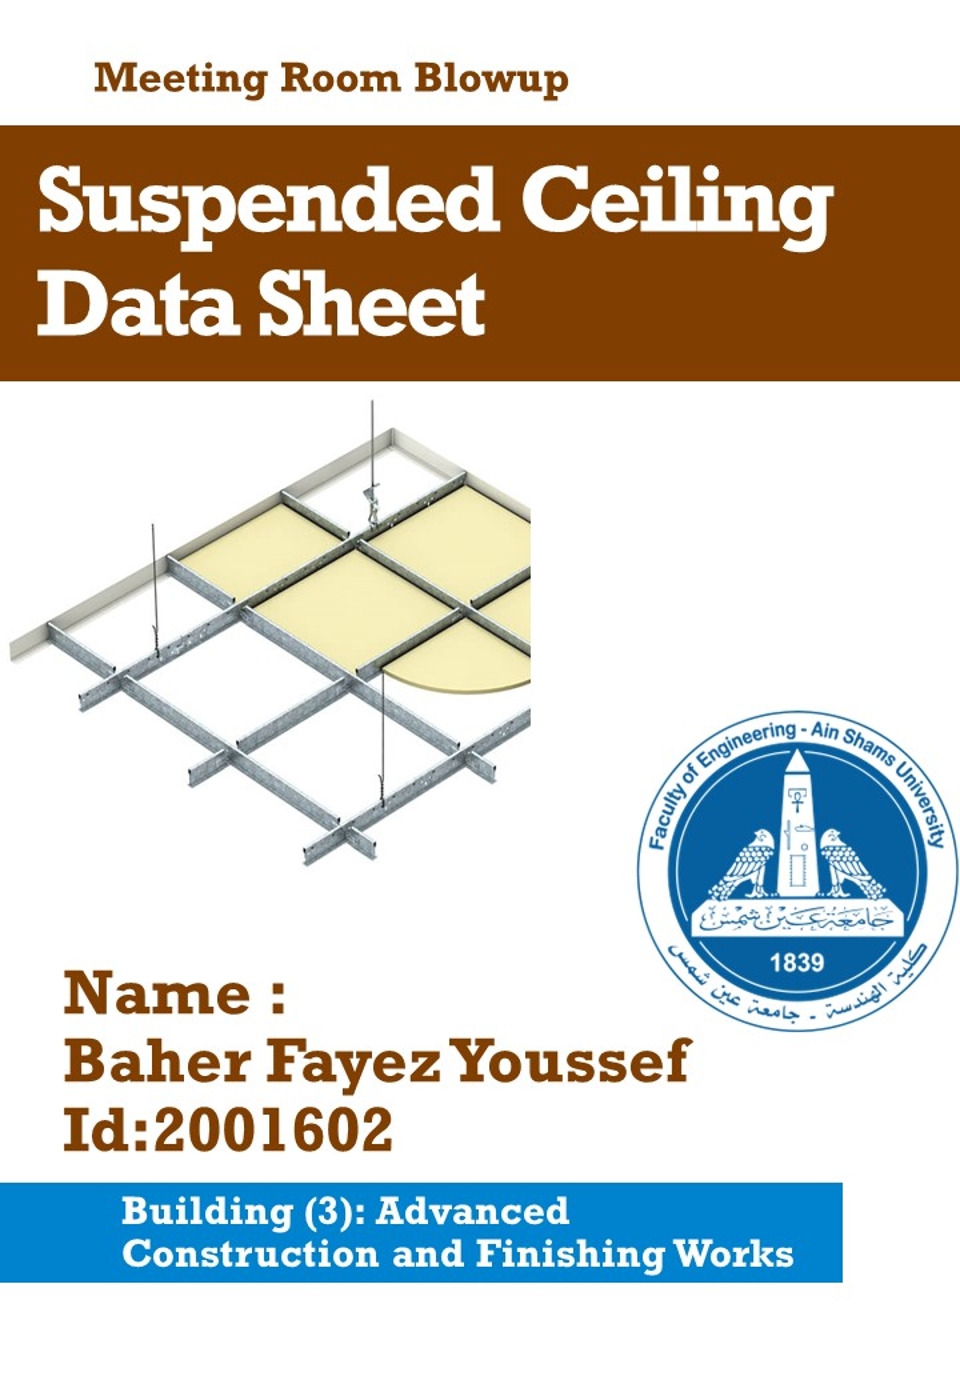 Meeting Room Blowup
Suspended Ceiling
Data Sheet
Faculty of Engineering - Ain Shams University
جامعة عين شمس
1839
كلية الهندسة - جامعة عين شمس
Name :
Baher Fayez Youssef
Id:2001602
Building (3): Advanced
Construction and Finishing Works